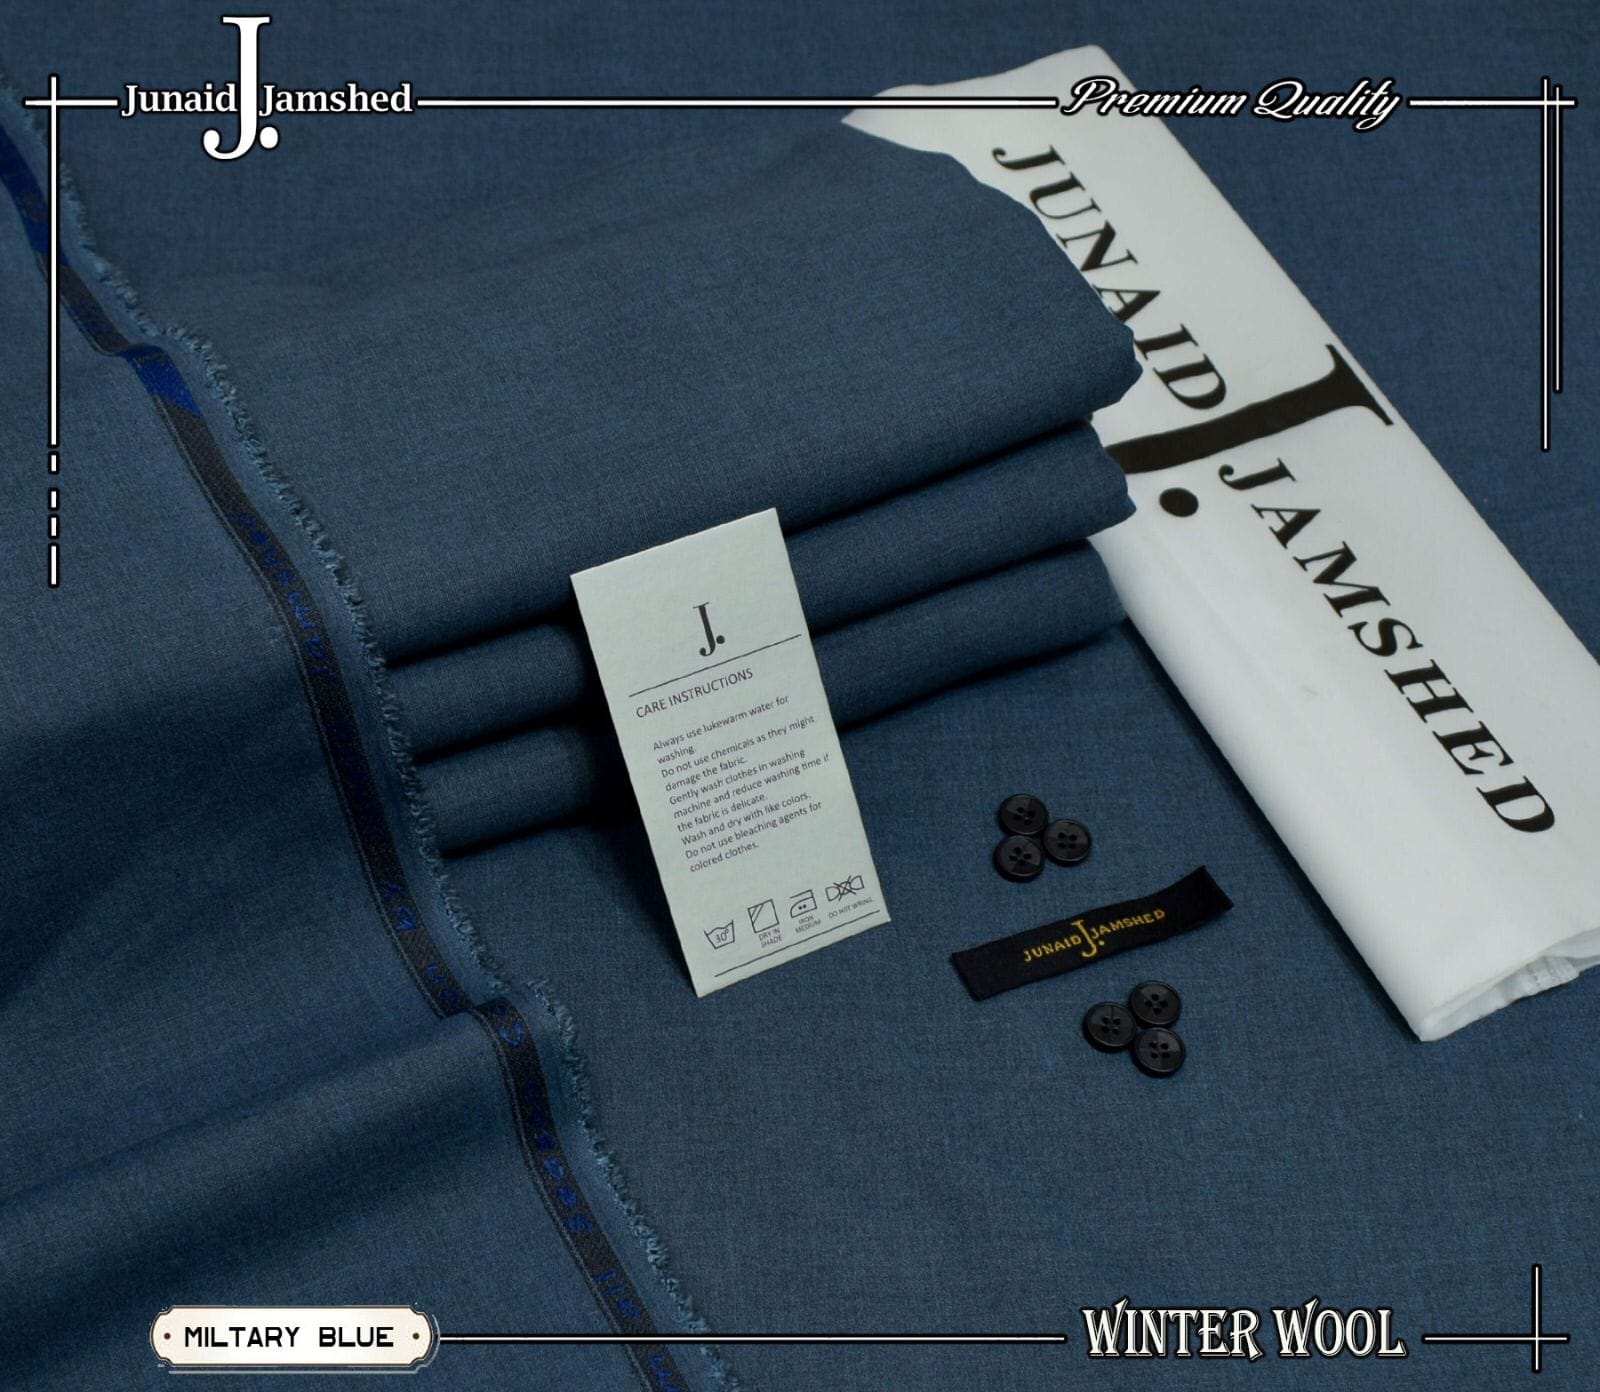 Junaid J. Jamshed
Premium Quality
JUNAID J. JAMSHED
J.
CARE INSTRUCTIONS
Always use lukewarm water for
washing.
Do not use chemicals as they might
damage the fabric.
Gently wash clothes in washing
machine and reduce washing time if
the fabric is delicate.
Wash and dry with like colors.
Do not use bleaching agents for
colored clothes.
30°
DRY IN
SHADE
IRON
MEDIUM
DO NOT WRING
JUNAID J. JAMSHED
MILTARY BLUE
WINTER WOOL